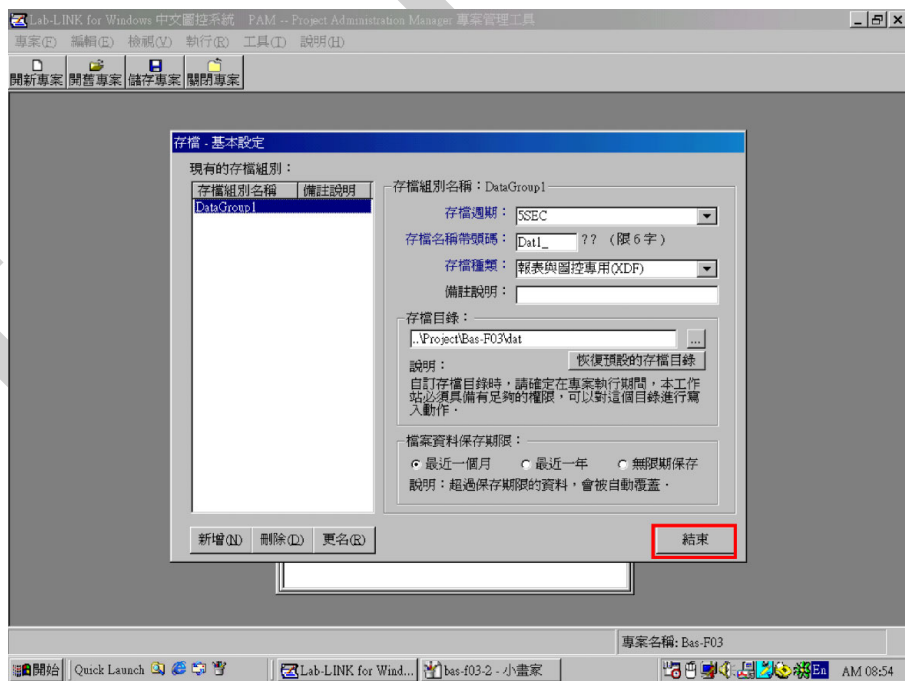 Lab-LINK for Windows 中文圖控系統 PAM -- Project Administration Manager 專案管理工具
專案(F) 編輯(E) 檢視(V) 執行(R) 工具(T) 說明(H)
開新專案 開舊專案 儲存專案 關閉專案
存檔 - 基本設定
現有的存檔組別：
存檔組別名稱 備註說明
DataGroup1
存檔組別名稱：DataGroup1
存檔週期： 5SEC
存檔名稱帶頭碼： Dat1_ ?? (限6字)
存檔種類： 報表與圖控專用(XDF)
備註說明：
存檔目錄：
..\Project\Bas-F03\dat ...
說明： 恢復預設的存檔目錄
自訂存檔目錄時，請確定在專案執行期間，本工作
站必須具備有足夠的權限，可以對這個目錄進行寫
入動作．
檔案資料保存期限：
最近一個月 最近一年 無限期保存
說明：超過保存期限的資料，會被自動覆蓋．
新增(N) 刪除(D) 更名(R) 結束
專案名稱: Bas-F03
開始 Quick Launch Lab-LINK for Wind... bas-f03-2 - 小畫家 En AM 08:54